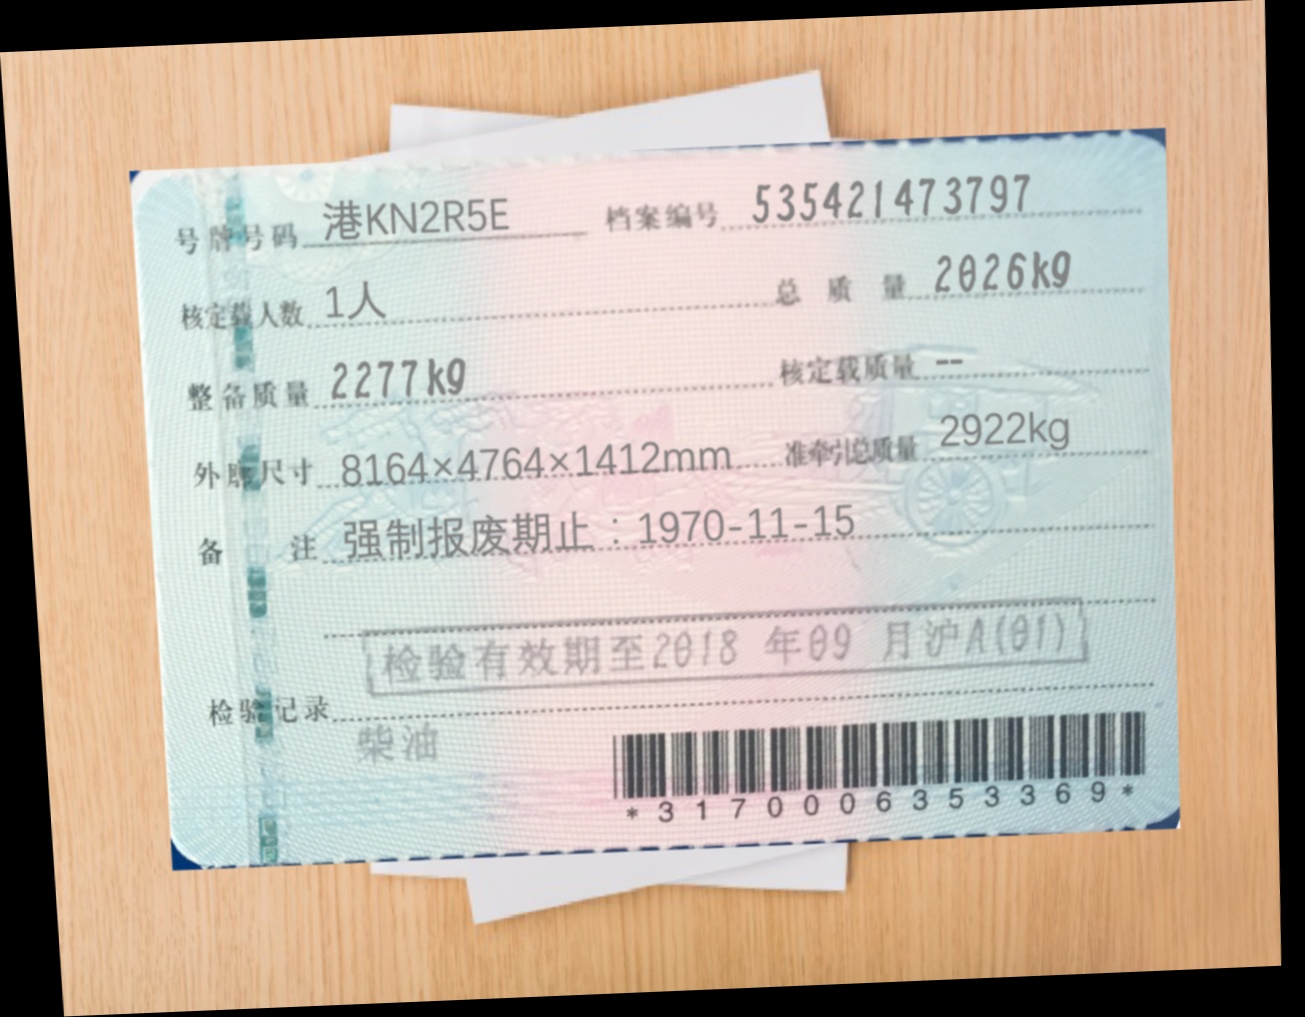 号牌号码 港KN2R5E 档案编号 535421473797
核定载人数 1人 总质量 2026kg
整备质量 2277kg 核定载质量 --
外廓尺寸 8164×4764×1412mm 准牵引总质量 2922kg
备注 强制报废期止：1970-11-15
检验有效期至2018 年09 月沪A(01)
检验记录
柴油
*3170006353369*